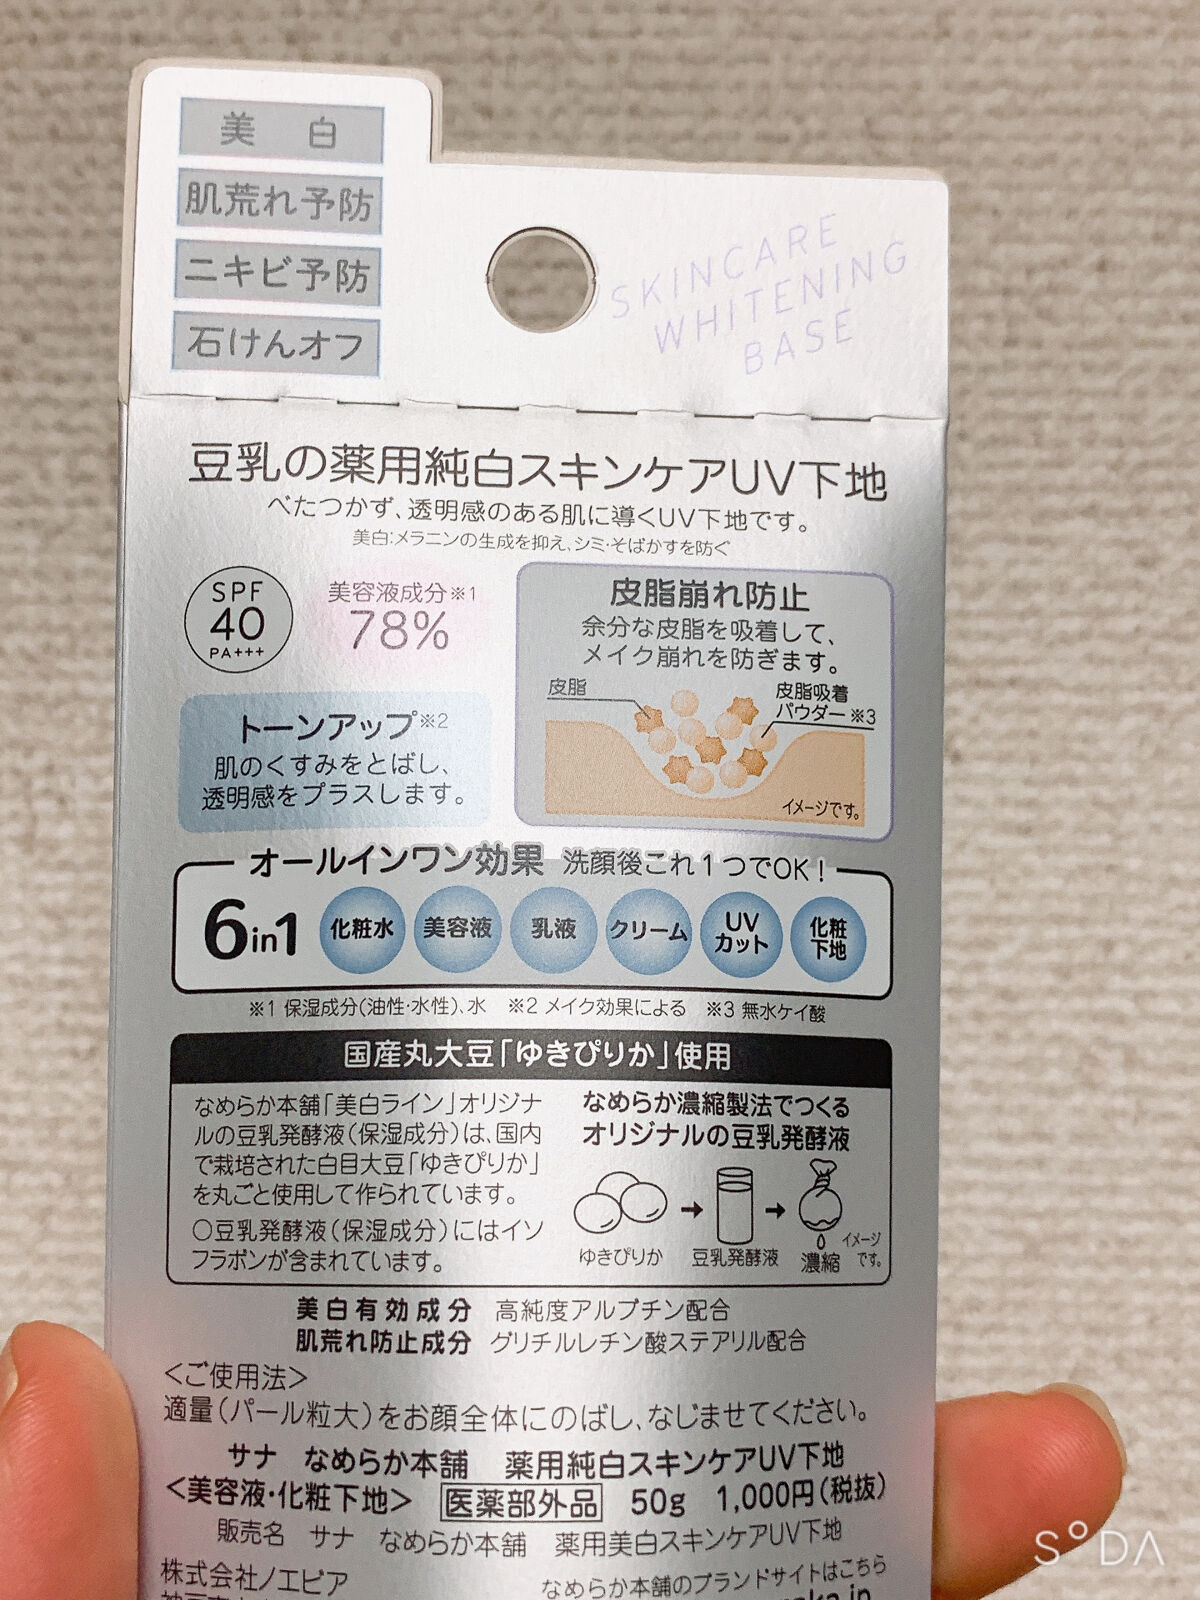 美　白
肌荒れ予防
ニキビ予防
石けんオフ
SKINCARE
WHITENING
BASE
豆乳の薬用純白スキンケアUV下地
べたつかず、透明感のある肌に導くUV下地です。
美白:メラニンの生成を抑え、シミ・そばかすを防ぐ
SPF
40
PA+++
美容液成分※1
78%
トーンアップ※2
肌のくすみをとばし、
透明感をプラスします。
皮脂崩れ防止
余分な皮脂を吸着して、
メイク崩れを防ぎます。
皮脂
皮脂吸着
パウダー※3
イメージです。
オールインワン効果 洗顔後これ1つでOK!
6in1 化粧水 美容液 乳液 クリーム UVカット 化粧下地
※1 保湿成分(油性・水性)、水 ※2 メイク効果による ※3 無水ケイ酸
国産丸大豆「ゆきぴりか」使用
なめらか本舗「美白ライン」オリジナ
ルの豆乳発酵液(保湿成分)は、国内
で栽培された白目大豆「ゆきぴりか」
を丸ごと使用して作られています。
○豆乳発酵液(保湿成分)にはイソ
フラボンが含まれています。
なめらか濃縮製法でつくる
オリジナルの豆乳発酵液
ゆきぴりか
豆乳発酵液
濃縮
イメージ
です。
美白有効成分 高純度アルブチン配合
肌荒れ防止成分 グリチルレチン酸ステアリル配合
<ご使用法>
適量(パール粒大)をお顔全体にのばし、なじませてください。
サナ なめらか本舗 薬用純白スキンケアUV下地
<美容液・化粧下地> 医薬部外品 50g 1,000円(税抜)
販売名 サナ なめらか本舗 薬用美白スキンケアUV下地
株式会社ノエビア
なめらか本舗のブランドサイトはこちら
SODA